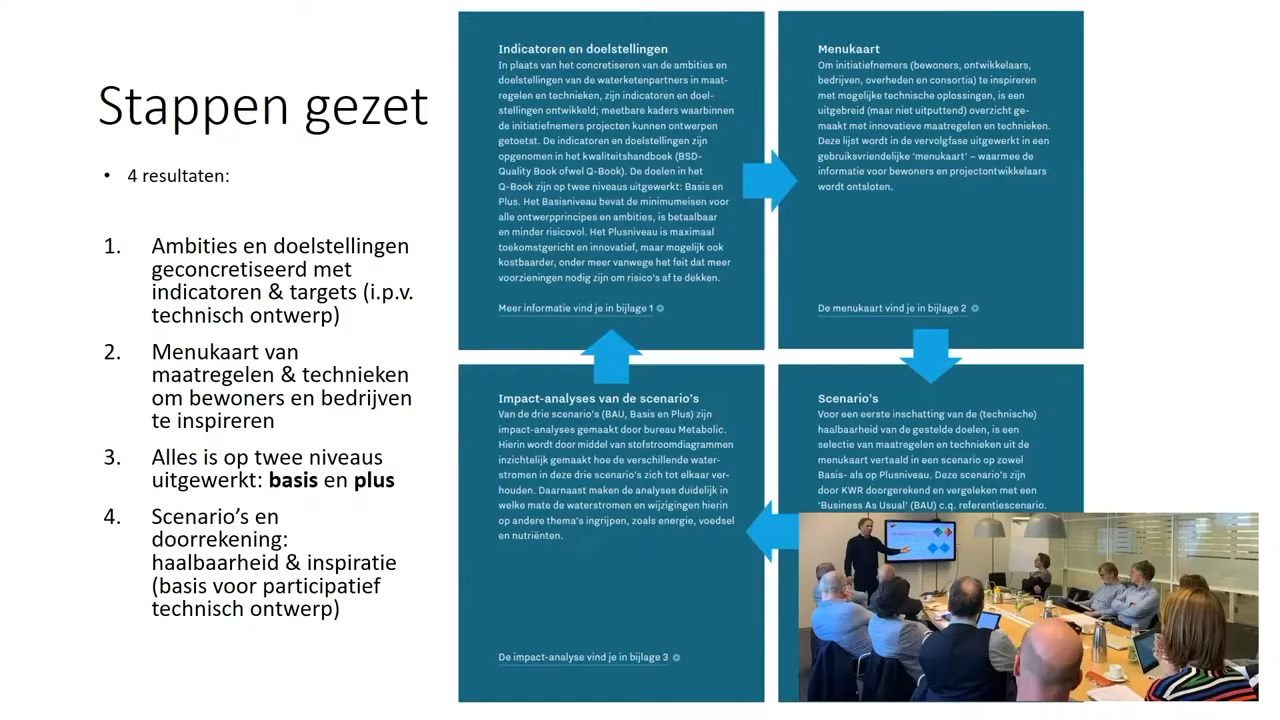 Stappen gezet
• 4 resultaten:
1. Ambities en doelstellingen
geconcretiseerd met
indicatoren & targets (i.p.v.
technisch ontwerp)
2. Menukaart van
maatregelen & technieken
om bewoners en bedrijven
te inspireren
3. Alles is op twee niveaus
uitgewerkt: basis en plus
4. Scenario’s en
doorrekening:
haalbaarheid & inspiratie
(basis voor participatief
technisch ontwerp)
Indicatoren en doelstellingen
In plaats van het concretiseren van de ambities en
doelstellingen van de waterketenpartners in maat-
regelen en technieken, zijn indicatoren en doel-
stellingen ontwikkeld; meetbare kaders waarbinnen
de initiatiefnemers projecten kunnen ontwerpen
getoetst. De indicatoren en doelstellingen zijn
opgenomen in het kwaliteitshandboek (BSD-
Quality Book ofwel Q-Book). De doelen in het
Q-Book zijn op twee niveaus uitgewerkt: Basis en
Plus. Het Basisniveau bevat de minimumeisen voor
alle ontwerpprincipes en ambities, is betaalbaar
en minder risicovol. Het Plusniveau is maximaal
toekomstgericht en innovatief, maar mogelijk ook
kostbaarder, onder meer vanwege het feit dat meer
voorzieningen nodig zijn om risico’s af te dekken.
Meer informatie vind je in bijlage 1
Menukaart
Om initiatiefnemers (bewoners, ontwikkelaars,
bedrijven, overheden en consortia) te inspireren
met mogelijke technische oplossingen, is een
uitgebreid (maar niet uitputtend) overzicht ge-
maakt met innovatieve maatregelen en technieken.
Deze lijst wordt in de vervolgfase uitgewerkt in een
gebruiksvriendelijke ‘menukaart’ – waarmee de
informatie voor bewoners en projectontwikkelaars
wordt ontsloten.
De menukaart vind je in bijlage 2
Impact-analyses van de scenario’s
Van de drie scenario’s (BAU, Basis en Plus) zijn
impact-analyses gemaakt door bureau Metabolic.
Hierin wordt door middel van stofstroomdiagrammen
inzichtelijk gemaakt hoe de verschillende water-
stromen in deze drie scenario’s zich tot elkaar ver-
houden. Daarnaast maken de analyses duidelijk in
welke mate de waterstromen en wijzigingen hierin
op andere thema’s ingrijpen, zoals energie, voedsel
en nutriënten.
De impact-analyse vind je in bijlage 3
Scenario’s
Voor een eerste inschatting van de (technische)
haalbaarheid van de gestelde doelen, is een
selectie van maatregelen en technieken uit de
menukaart vertaald in een scenario op zowel
Basis- als op Plusniveau. Deze scenario’s zijn
door KWR doorgerekend en vergeleken met een
‘Business As Usual’ (BAU) c.q. referentiescenario.